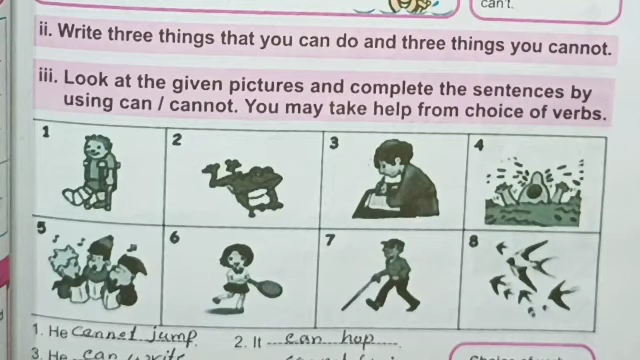 can't.
ii. Write three things that you can do and three things you cannot.
iii. Look at the given pictures and complete the sentences by
using can / cannot. You may take help from choice of verbs.
1 2 3 4
5 6 7 8
1. He cannot jump. 2. It can hop.
3. He can write